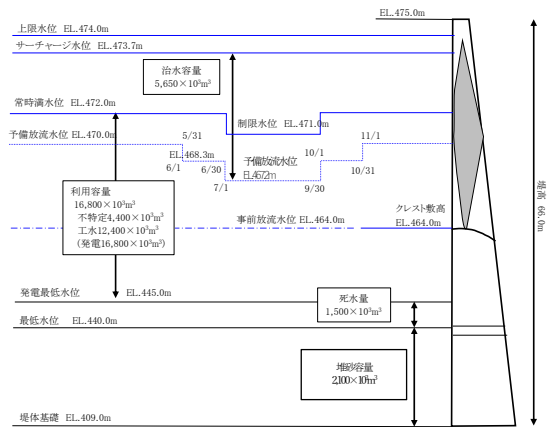 EL.475.0m
上限水位 EL.474.0m
サーチャージ水位 EL.473.7m
治水容量
5,650×10³m³
常時満水位 EL.472.0m
制限水位 EL.471.0m
予備放流水位 EL.470.0m
5/31
11/1
EL.468.3m
6/1
6/30
7/1
予備放流水位
10/1
9/30
10/31
利用容量
16,800×10³m³
不特定4,400×10³m³
工水12,400×10³m³
(発電16,800×10³m³)
事前放流水位 EL.464.0m
クレスト敷高
EL.464.0m
堤高 66.0m
発電最低水位 EL.445.0m
死水量
1,500×10³m³
最低水位 EL.440.0m
堆砂容量
2,100×10³m³
堤体基礎 EL.409.0m